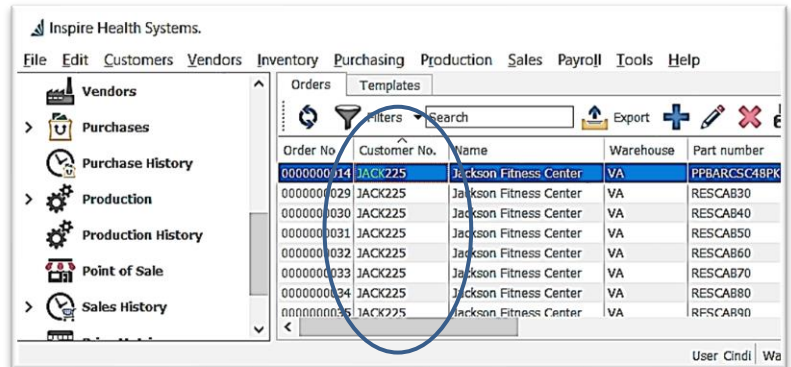 Inspire Health Systems.
File Edit Customers Vendors Inventory Purchasing Production Sales Payroll Tools Help
Vendors
Purchases
Purchase History
Production
Production History
Point of Sale
Sales History
Orders Templates
Filters Search Export
Order No Customer No. Name Warehouse Part number
0000000014 JACK225 Jackson Fitness Center VA PPBARCSC48PK
0000000029 JACK225 Jackson Fitness Center VA RESCAB30
0000000030 JACK225 Jackson Fitness Center VA RESCAB40
0000000031 JACK225 Jackson Fitness Center VA RESCAB50
0000000032 JACK225 Jackson Fitness Center VA RESCAB60
0000000033 JACK225 Jackson Fitness Center VA RESCAB70
0000000034 JACK225 Jackson Fitness Center VA RESCAB80
0000000035 JACK225 Jackson Fitness Center VA RESCAB90
User Cindi Wa